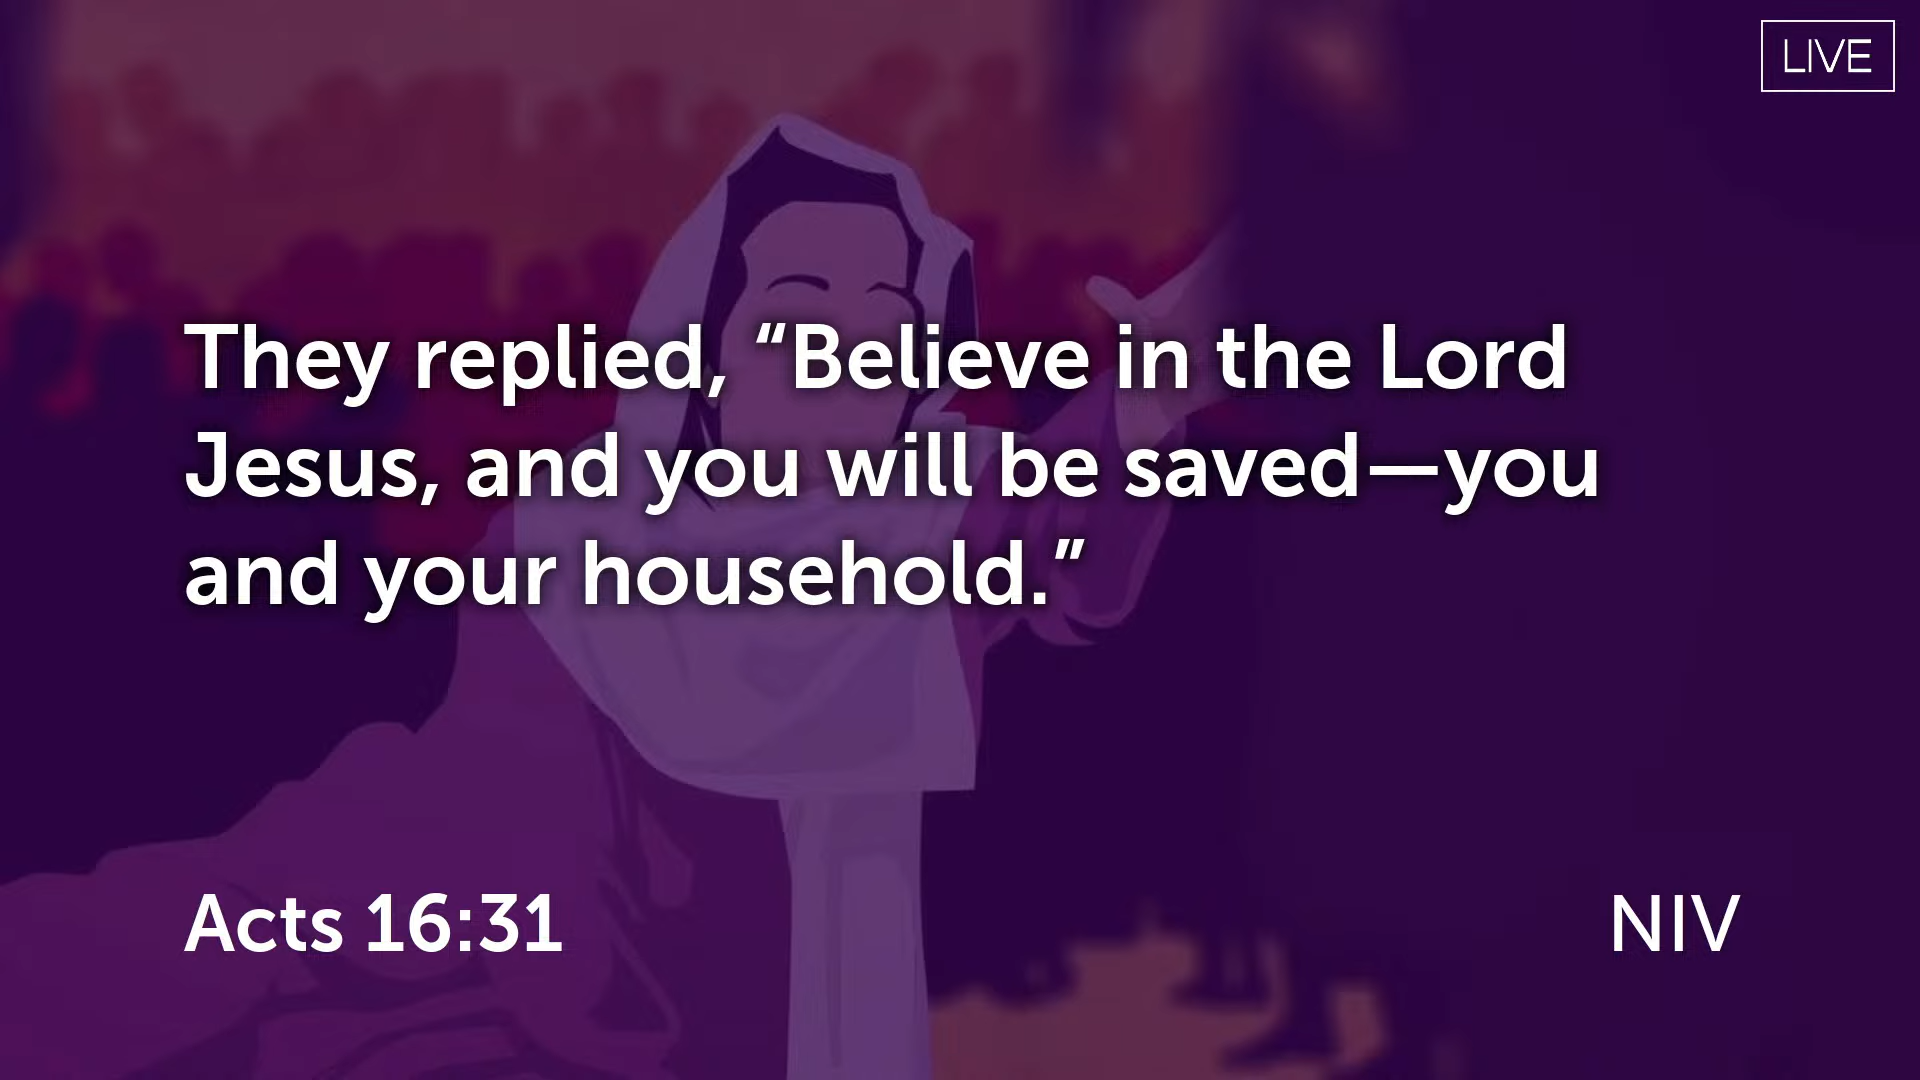 LIVE
They replied, “Believe in the Lord
Jesus, and you will be saved—you
and your household.”
Acts 16:31
NIV